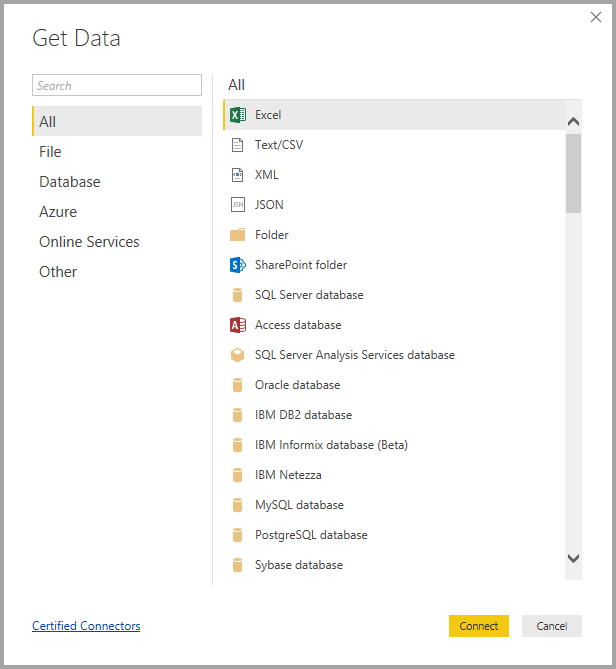 Get Data
Search
All
File
Database
Azure
Online Services
Other
All
Excel
Text/CSV
XML
JSON
Folder
SharePoint folder
SQL Server database
Access database
SQL Server Analysis Services database
Oracle database
IBM DB2 database
IBM Informix database (Beta)
IBM Netezza
MySQL database
PostgreSQL database
Sybase database
Certified Connectors
Connect
Cancel